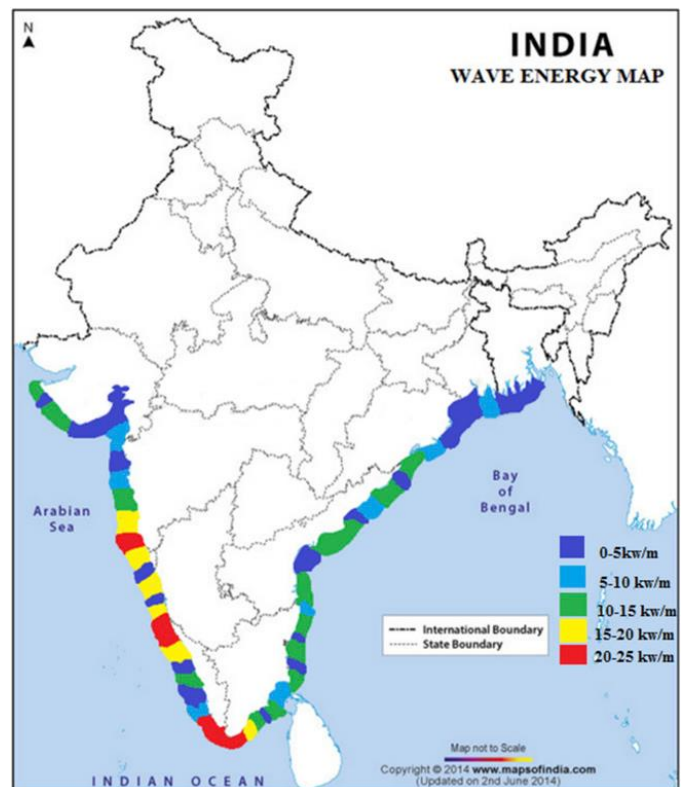 N
INDIA
WAVE ENERGY MAP
Arabian
Sea
Bay
of
Bengal
0-5kw/m
5-10 kw/m
10-15 kw/m
15-20 kw/m
20-25 kw/m
International Boundary
State Boundary
Map not to Scale
Copyright © 2014 www.mapsofindia.com
(Updated on 2nd June 2014)
INDIAN OCEAN